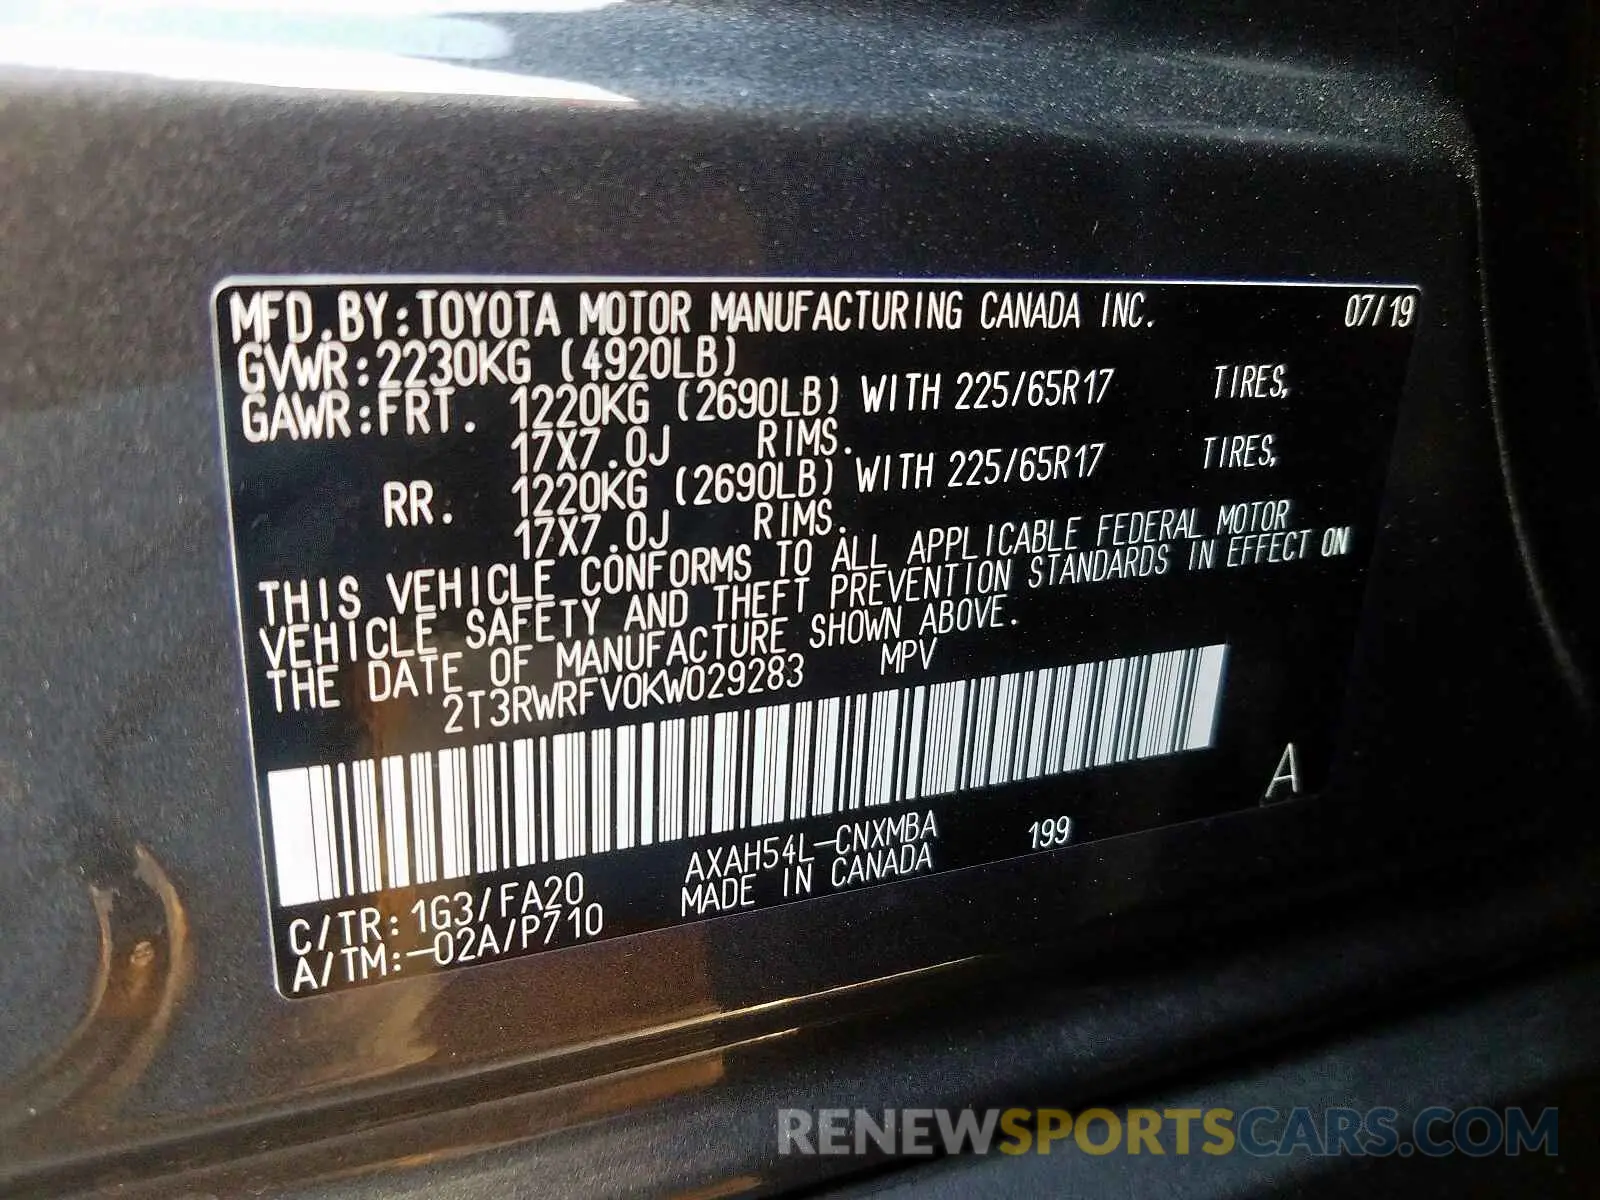 MFD.BY:TOYOTA MOTOR MANUFACTURING CANADA INC. 07/19
GVWR:2230KG (4920LB)
GAWR:FRT. 1220KG (2690LB) WITH 225/65R17 TIRES,
17X7.0J RIMS.
RR. 1220KG (2690LB) WITH 225/65R17 TIRES,
17X7.0J RIMS.
THIS VEHICLE CONFORMS TO ALL APPLICABLE FEDERAL MOTOR
VEHICLE SAFETY AND THEFT PREVENTION STANDARDS IN EFFECT ON
THE DATE OF MANUFACTURE SHOWN ABOVE.
2T3RWRFV0KW029283 MPV
A
AXAH54L-CNXMBA 199
C/TR:1G3/FA20 MADE IN CANADA
A/TM:-02A/P710
RENEWSPORTSCARS.COM